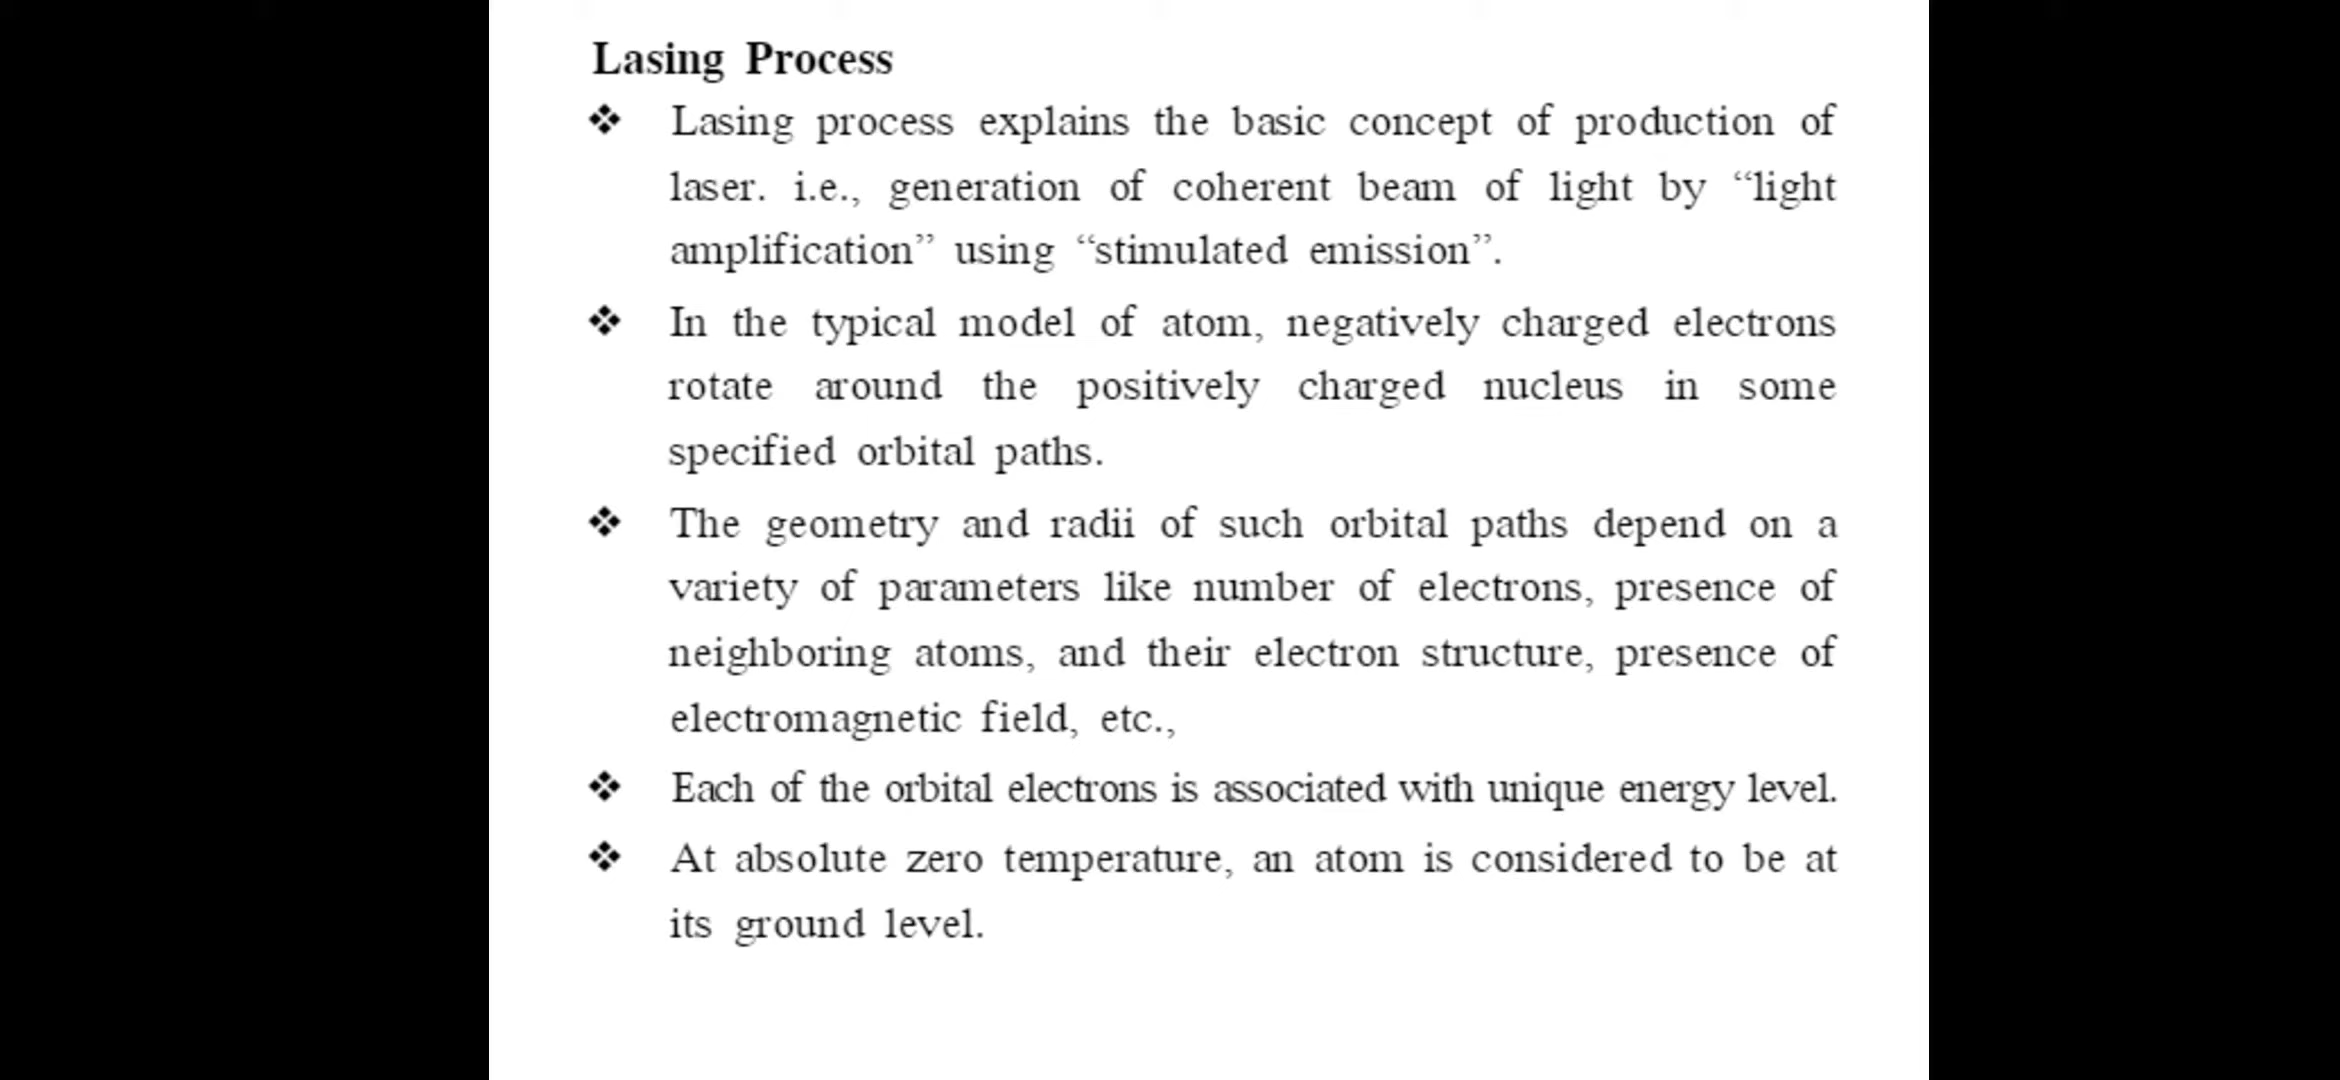 Lasing Process
❖ Lasing process explains the basic concept of production of
laser. i.e., generation of coherent beam of light by “light
amplification” using “stimulated emission”.
❖ In the typical model of atom, negatively charged electrons
rotate around the positively charged nucleus in some
specified orbital paths.
❖ The geometry and radii of such orbital paths depend on a
variety of parameters like number of electrons, presence of
neighboring atoms, and their electron structure, presence of
electromagnetic field, etc.,
❖ Each of the orbital electrons is associated with unique energy level.
❖ At absolute zero temperature, an atom is considered to be at
its ground level.